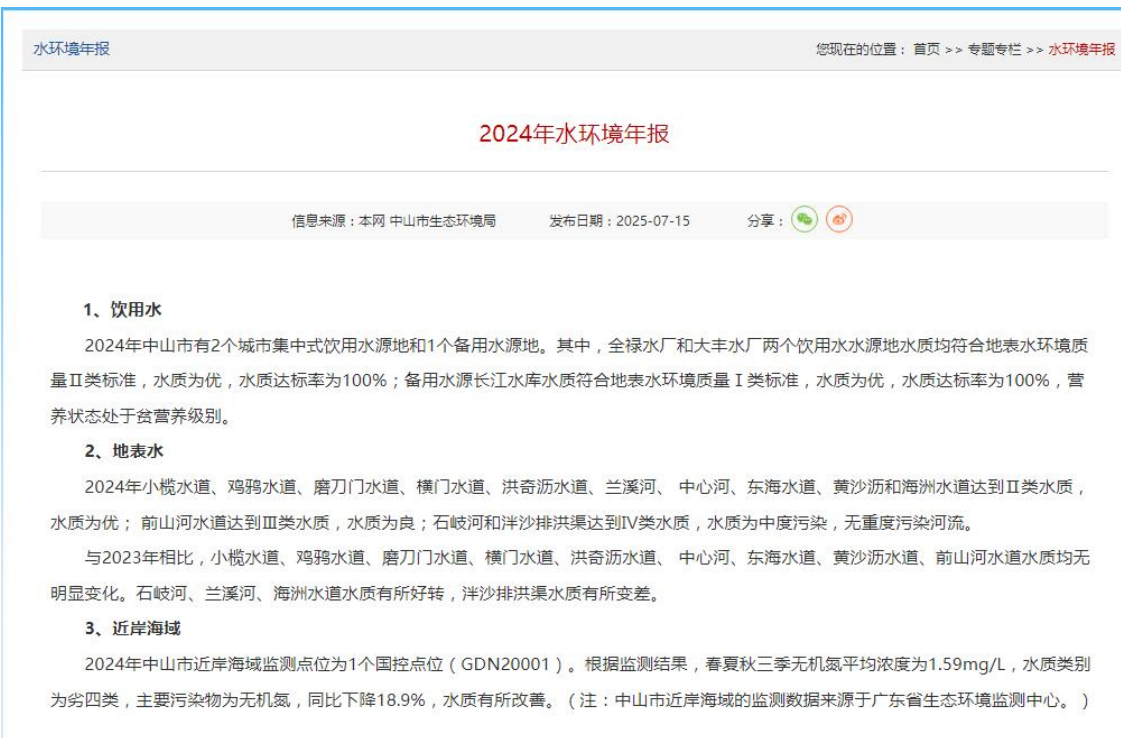 水环境年报
您现在的位置： 首页 >> 专题专栏 >> 水环境年报
2024年水环境年报
信息来源：本网 中山市生态环境局 发布日期：2025-07-15 分享：
1、饮用水
2024年中山市有2个城市集中式饮用水源地和1个备用水源地。其中，全禄水厂和大丰水厂两个饮用水水源地水质均符合地表水环境质
量Ⅱ类标准，水质为优，水质达标率为100%；备用水源长江水库水质符合地表水环境质量Ⅰ类标准，水质为优，水质达标率为100%，营
养状态处于贫营养级别。
2、地表水
2024年小榄水道、鸡鸦水道、磨刀门水道、横门水道、洪奇沥水道、兰溪河、 中心河、东海水道、黄沙沥和海洲水道达到Ⅱ类水质，
水质为优； 前山河水道达到Ⅲ类水质，水质为良；石岐河和泮沙排洪渠达到Ⅳ类水质，水质为中度污染，无重度污染河流。
与2023年相比，小榄水道、鸡鸦水道、磨刀门水道、横门水道、洪奇沥水道、 中心河、东海水道、黄沙沥水道、前山河水道水质均无
明显变化。石岐河、兰溪河、海洲水道水质有所好转，泮沙排洪渠水质有所变差。
3、近岸海域
2024年中山市近岸海域监测点位为1个国控点位（GDN20001）。根据监测结果，春夏秋三季无机氮平均浓度为1.59mg/L，水质类别
为劣四类，主要污染物为无机氮，同比下降18.9%，水质有所改善。（注：中山市近岸海域的监测数据来源于广东省生态环境监测中心。）